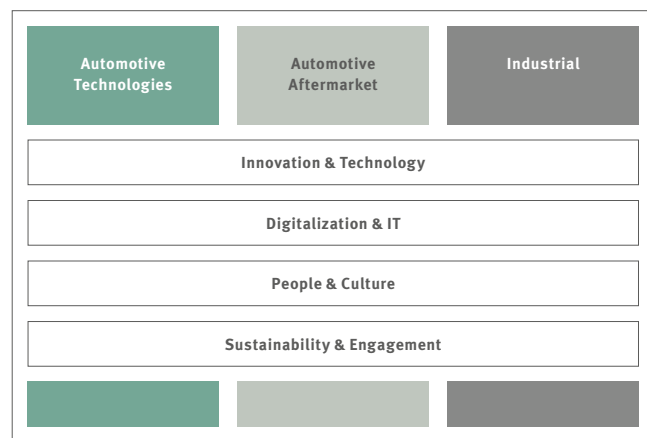 Automotive
Technologies
Automotive
Aftermarket
Industrial
Innovation & Technology
Digitalization & IT
People & Culture
Sustainability & Engagement